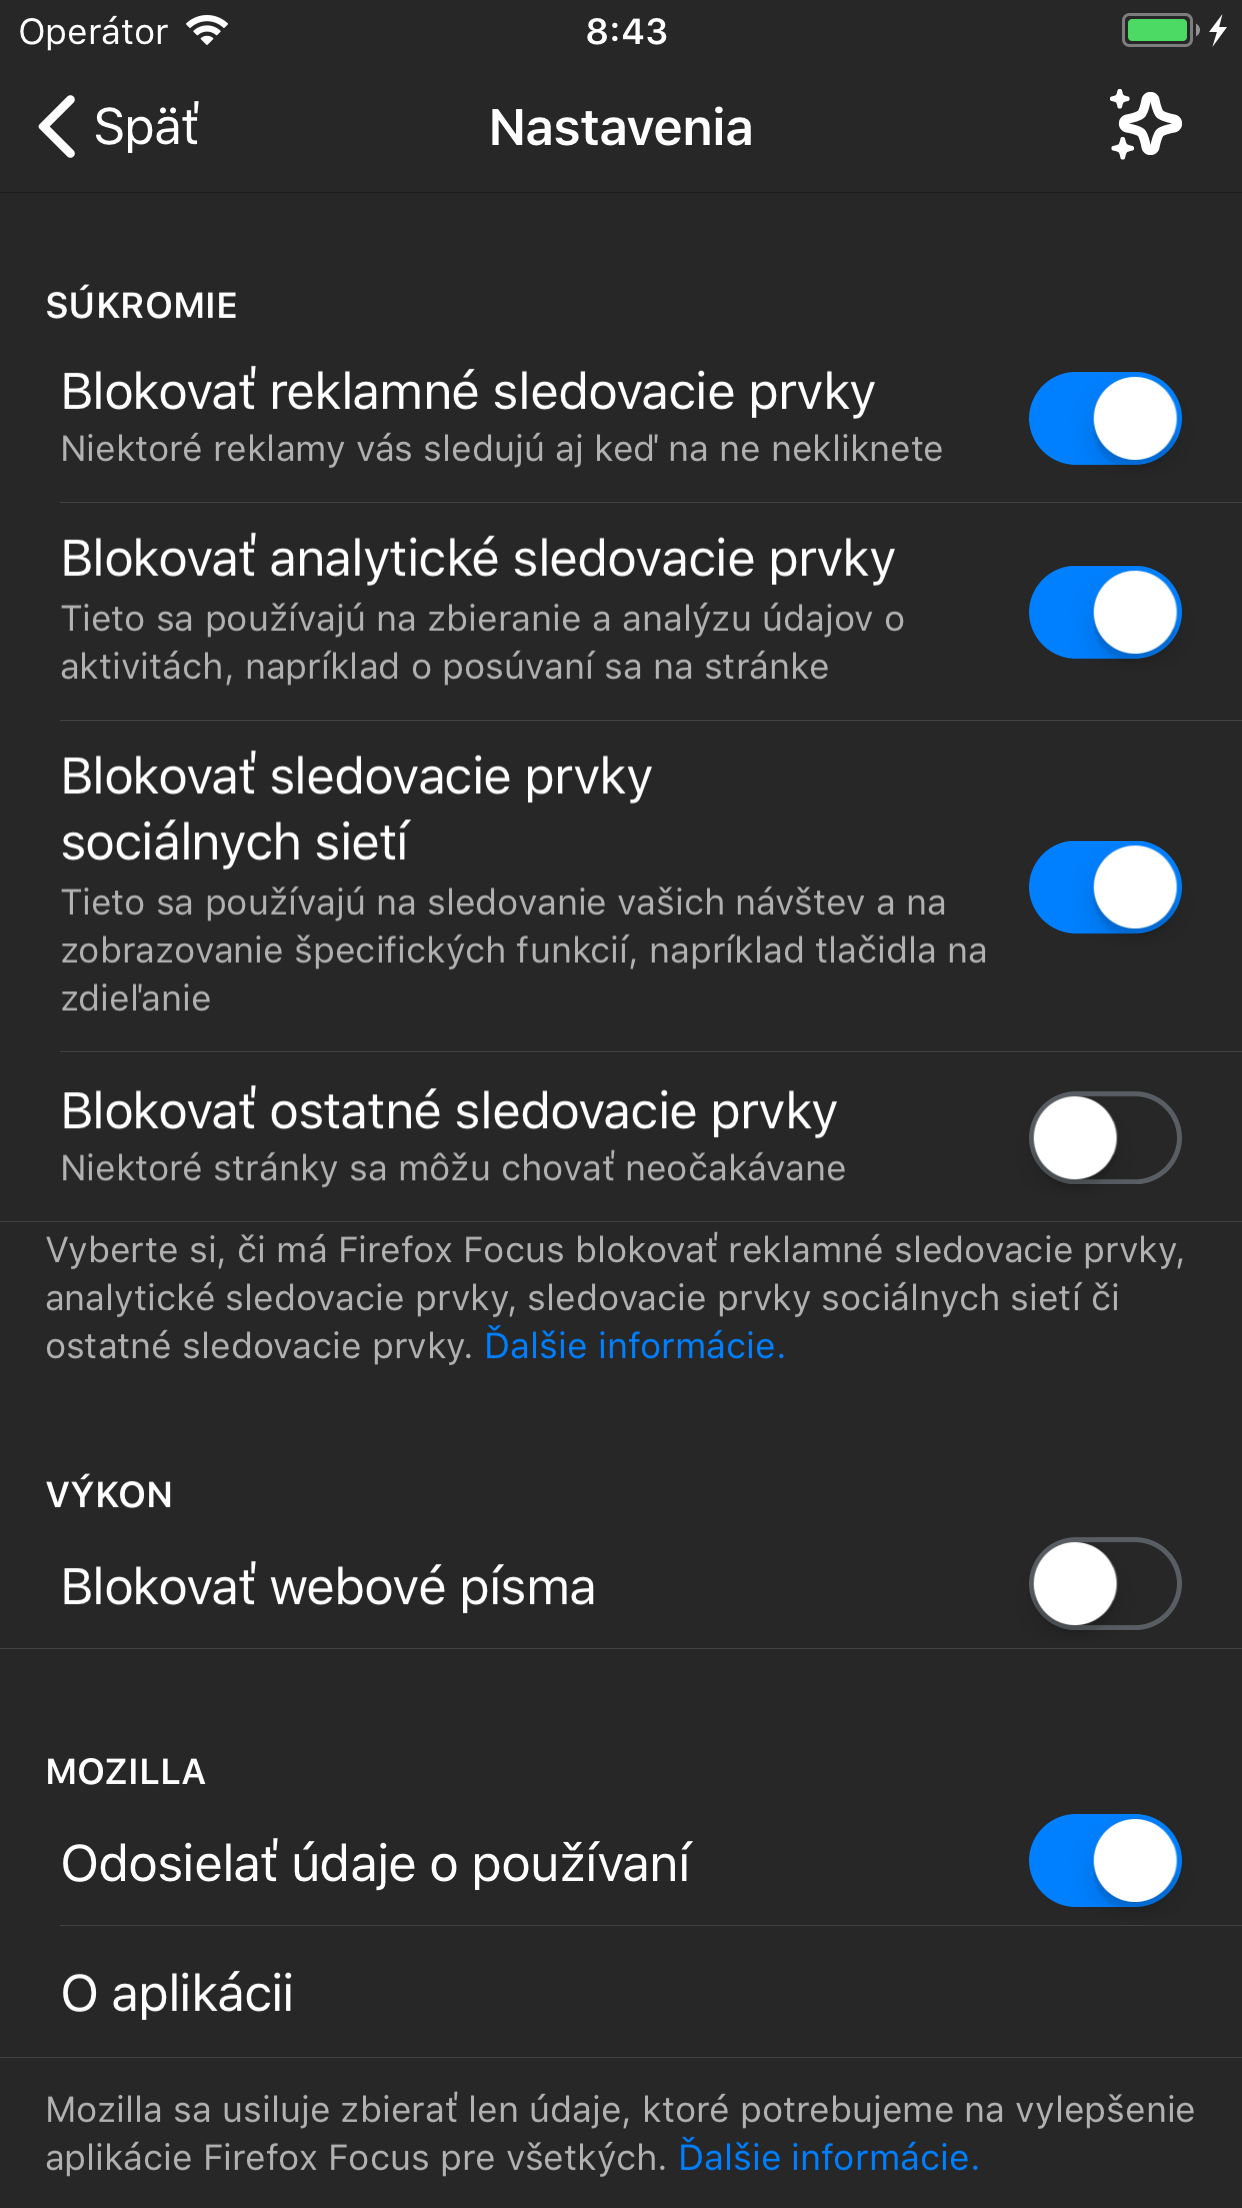 Operátor
8:43
Späť
Nastavenia
SÚKROMIE
Blokovať reklamné sledovacie prvky
Niektoré reklamy vás sledujú aj keď na ne nekliknete
Blokovať analytické sledovacie prvky
Tieto sa používajú na zbieranie a analýzu údajov o
aktivitách, napríklad o posúvaní sa na stránke
Blokovať sledovacie prvky
sociálnych sietí
Tieto sa používajú na sledovanie vašich návštev a na
zobrazovanie špecifických funkcií, napríklad tlačidla na
zdieľanie
Blokovať ostatné sledovacie prvky
Niektoré stránky sa môžu chovať neočakávane
Vyberte si, či má Firefox Focus blokovať reklamné sledovacie prvky,
analytické sledovacie prvky, sledovacie prvky sociálnych sietí či
ostatné sledovacie prvky. Ďalšie informácie.
VÝKON
Blokovať webové písma
MOZILLA
Odosielať údaje o používaní
O aplikácii
Mozilla sa usiluje zbierať len údaje, ktoré potrebujeme na vylepšenie
aplikácie Firefox Focus pre všetkých. Ďalšie informácie.